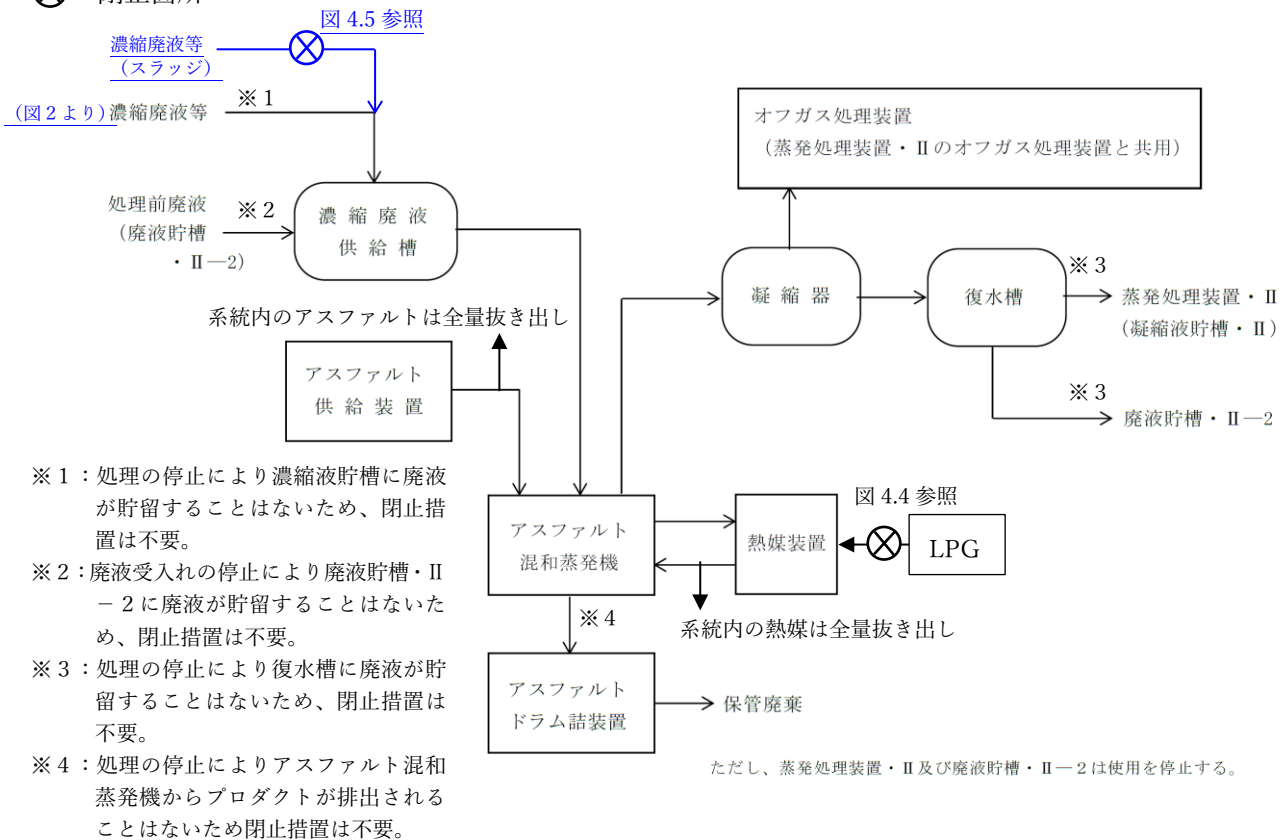 図 4.5 参照
濃縮廃液等
（スラッジ）
（図２より）濃縮廃液等
※１
処理前廃液
（廃液貯槽
・Ⅱ―2）
※２
濃縮廃液
供給槽
オフガス処理装置
（蒸発処理装置・Ⅱのオフガス処理装置と共用）
凝縮器
復水槽
※３
蒸発処理装置・Ⅱ
（凝縮液貯槽・Ⅱ）
※３
廃液貯槽・Ⅱ―2
系統内のアスファルトは全量抜き出し
アスファルト
供給装置
アスファルト
混和蒸発機
熱媒装置
図 4.4 参照
LPG
系統内の熱媒は全量抜き出し
※４
アスファルト
ドラム詰装置
保管廃棄
※１：処理の停止により濃縮液貯槽に廃液
が貯留することはないため、閉止措
置は不要。
※２：廃液受入れの停止により廃液貯槽・Ⅱ
－２に廃液が貯留することはないた
め、閉止措置は不要。
※３：処理の停止により復水槽に廃液が貯
留することはないため、閉止措置は
不要。
※４：処理の停止によりアスファルト混和
蒸発機からプロダクトが排出される
ことはないため閉止措置は不要。
ただし、蒸発処理装置・Ⅱ及び廃液貯槽・Ⅱ―2は使用を停止する。